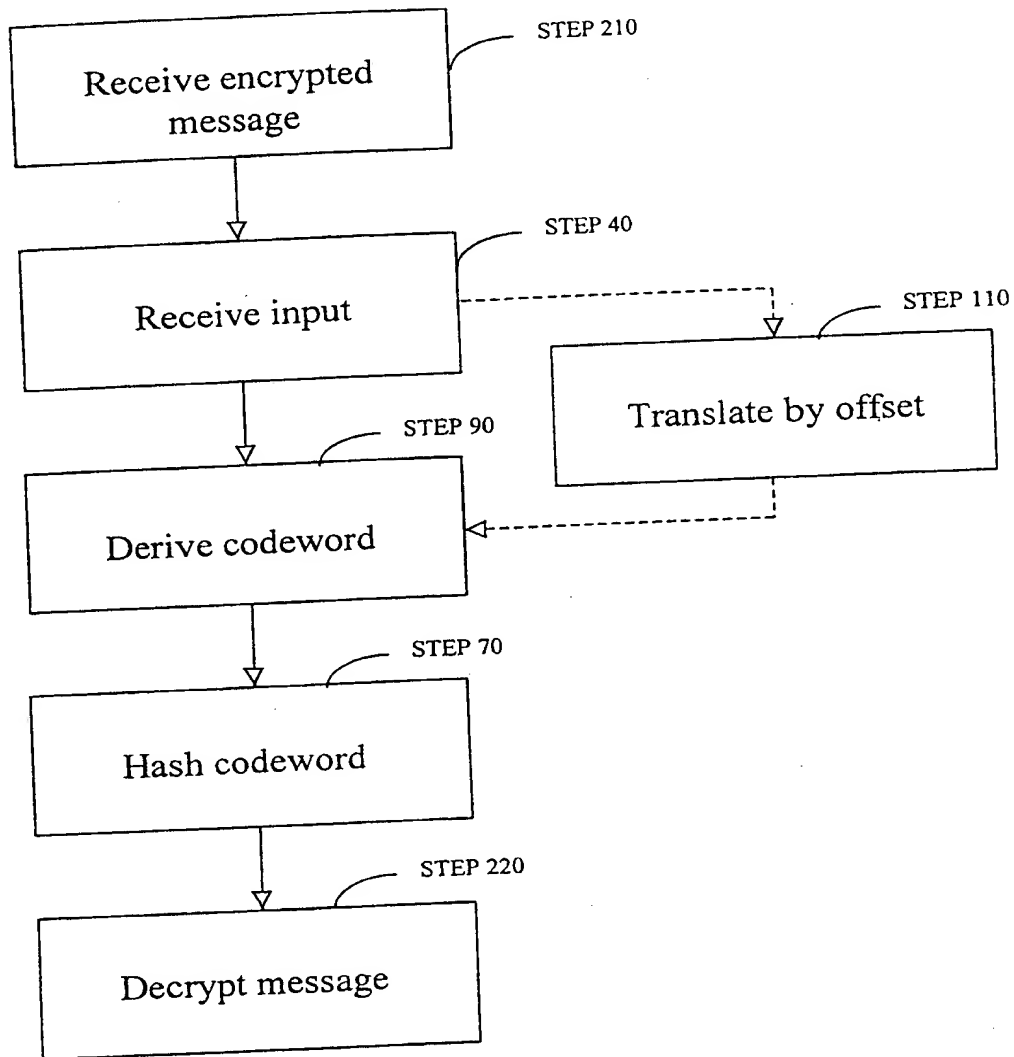 STEP 210
Receive encrypted
message
STEP 40
Receive input
STEP 110
Translate by offset
STEP 90
Derive codeword
STEP 70
Hash codeword
STEP 220
Decrypt message